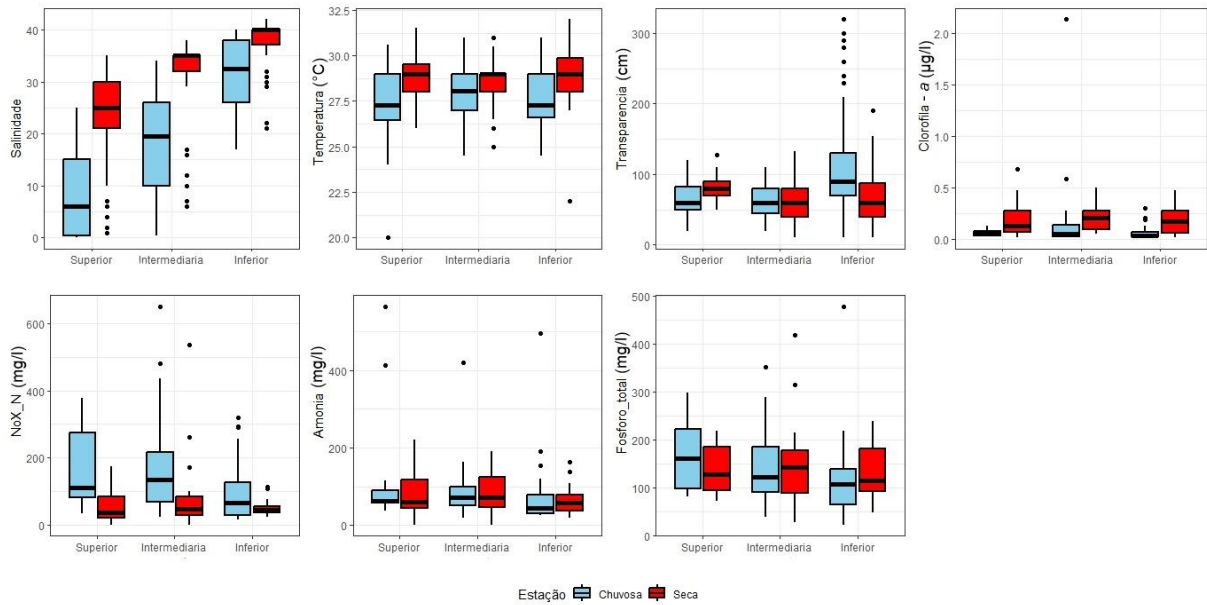 Salinidade
40
30
20
10
0
Superior Intermediaria Inferior
Temperatura (°C)
32.5
30.0
27.5
25.0
22.5
20.0
Superior Intermediaria Inferior
Transparencia (cm)
300
200
100
0
Superior Intermediaria Inferior
Clorofila - a (µg/l)
2.0
1.5
1.0
0.5
0.0
Superior Intermediaria Inferior
NoX_N (mg/l)
600
400
200
0
Superior Intermediaria Inferior
Amonia (mg/l)
400
200
0
Superior Intermediaria Inferior
Fosforo_total (mg/l)
500
400
300
200
100
0
Superior Intermediaria Inferior
Estação Chuvosa Seca